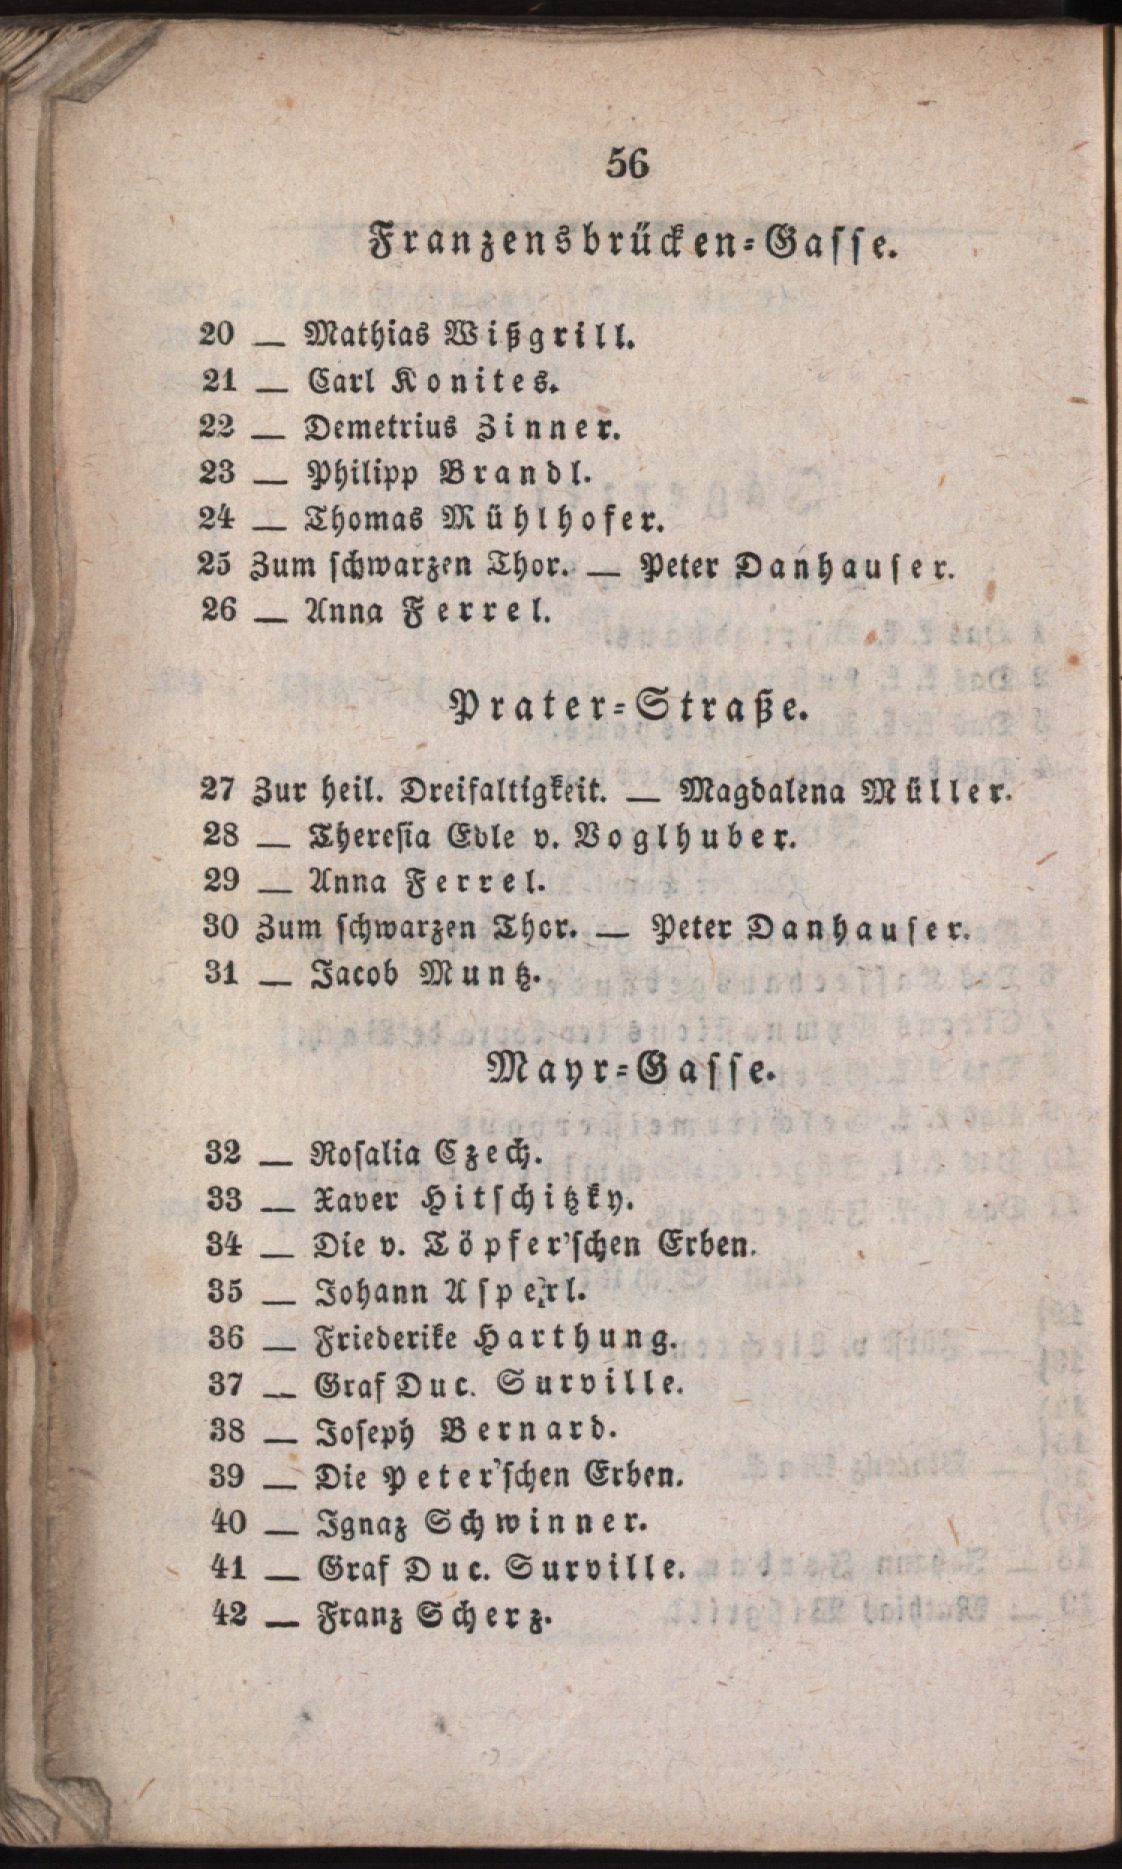 56
Franzensbrücken-Gasse.
20 — Mathias Wißgrill.
21 — Carl Konites.
22 — Demetrius Zinner.
23 — Philipp Brandl.
24 — Thomas Mühlhofer.
25 Zum schwarzen Thor. — Peter Danhauser.
26 — Anna Ferrel.
Prater-Straße.
27 Zur heil. Dreifaltigkeit. — Magdalena Müller.
28 — Theresia Edle v. Voglhuber.
29 — Anna Ferrel.
30 Zum schwarzen Thor. — Peter Danhauser.
31 — Jacob Muntz.
Mayr-Gasse.
32 — Rosalia Czech.
33 — Xaver Hitschitzky.
34 — Die v. Töpfer'schen Erben.
35 — Johann Asperl.
36 — Friederike Harthung.
37 — Graf Duc. Surville.
38 — Joseph Bernard.
39 — Die Peter'schen Erben.
40 — Ignaz Schwinner.
41 — Graf Duc. Surville.
42 — Franz Scherz.